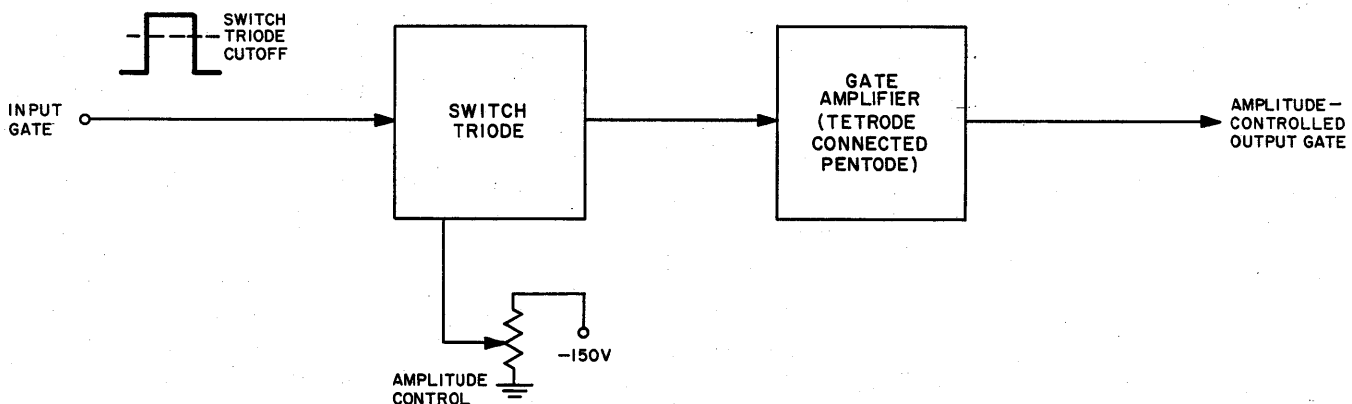 SWITCH
TRIODE
CUTOFF
INPUT
GATE
SWITCH
TRIODE
GATE
AMPLIFIER
(TETRODE
CONNECTED
PENTODE)
AMPLITUDE-
CONTROLLED
OUTPUT GATE
-150V
AMPLITUDE
CONTROL